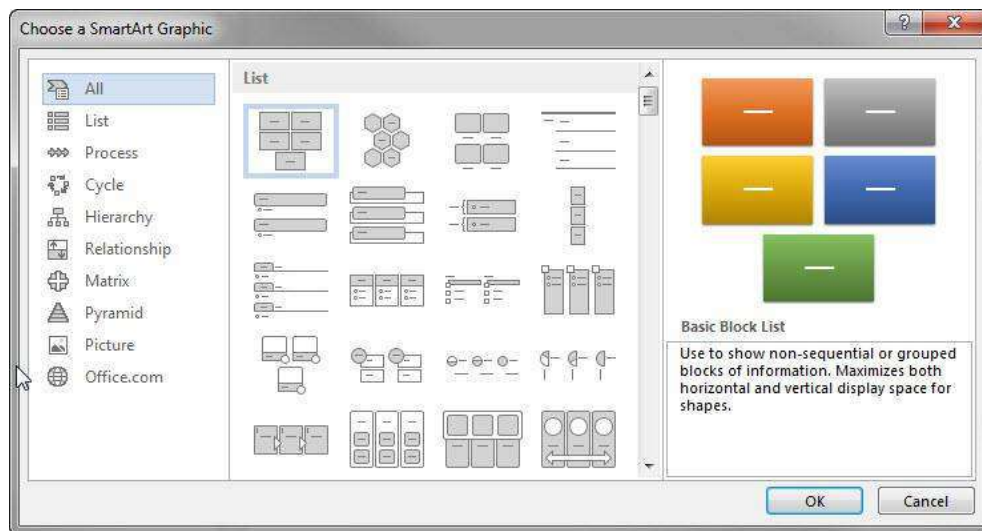 Choose a SmartArt Graphic
All
List
Process
Cycle
Hierarchy
Relationship
Matrix
Pyramid
Picture
Office.com
List
Basic Block List
Use to show non-sequential or grouped
blocks of information. Maximizes both
horizontal and vertical display space for
shapes.
OK
Cancel